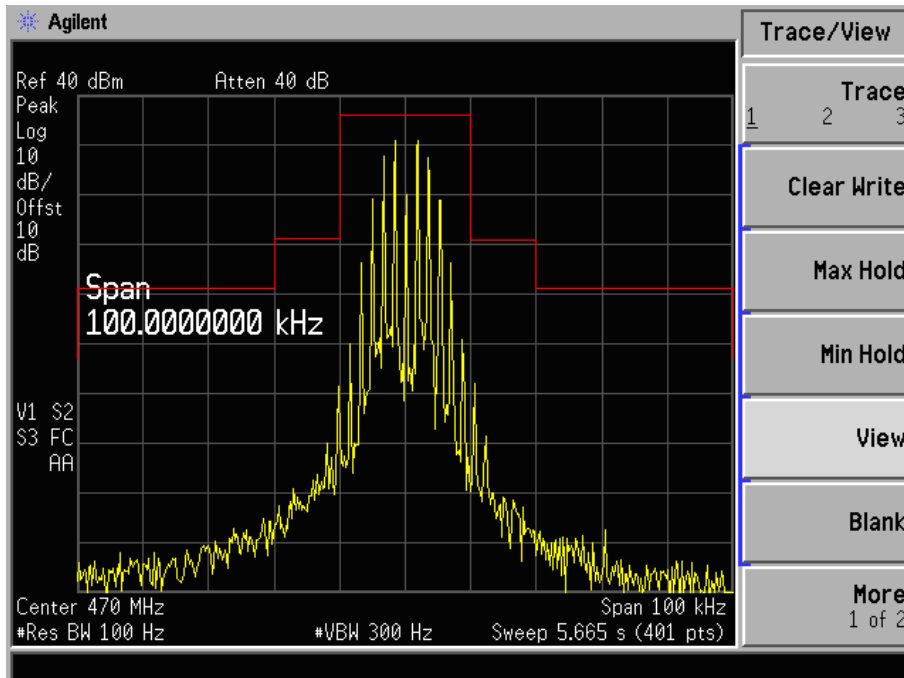 Agilent
Trace/View
Ref 40 dBm Atten 40 dB
Peak
Log
10
dB/
Offst
10
dB
Span
100.0000000 kHz
V1 S2
S3 FC
AA
Center 470 MHz Span 100 kHz
#Res BW 100 Hz #VBW 300 Hz Sweep 5.665 s (401 pts)
Trace
1 2 3
Clear Write
Max Hold
Min Hold
View
Blank
More
1 of 2